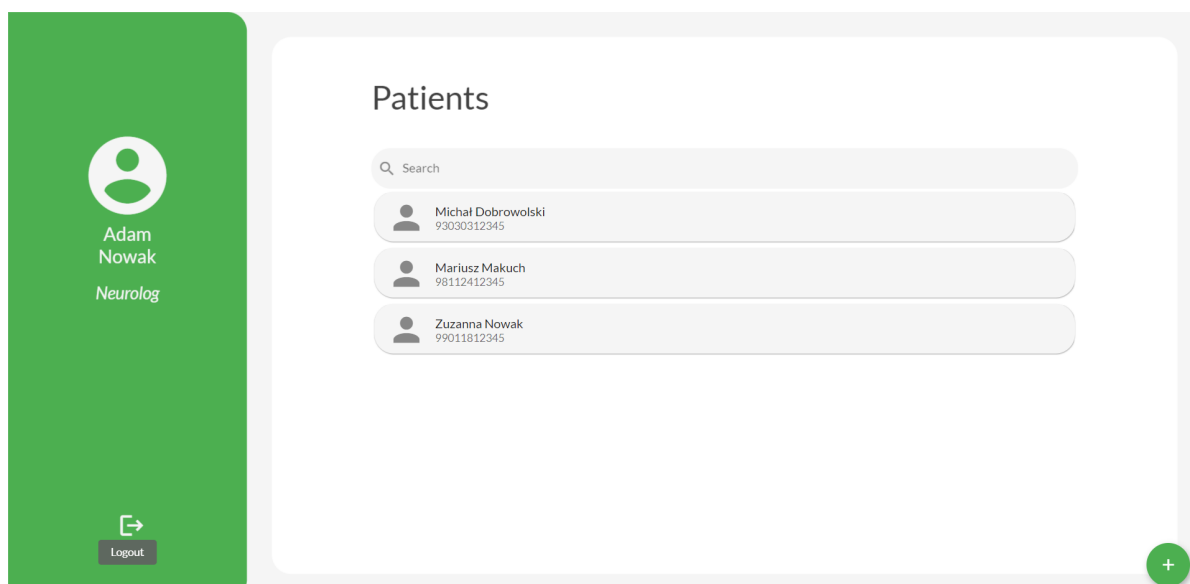 Adam
Nowak
Neurolog
Logout
Patients
Search
Michał Dobrowolski
93030312345
Mariusz Makuch
98112412345
Zuzanna Nowak
99011812345
+